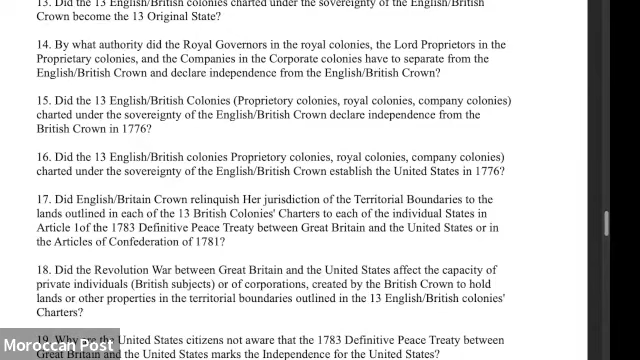 13. Did the 13 English/British colonies charted under the sovereignty of the English/British
Crown become the 13 Original State?
14. By what authority did the Royal Governors in the royal colonies, the Lord Proprietors in the
Proprietary colonies, and the Companies in the Corporate colonies have to separate from the
English/British Crown and declare independence from the English/British Crown?
15. Did the 13 English/British Colonies (Proprietory colonies, royal colonies, company colonies)
charted under the sovereignty of the English/British Crown declare independence from the
British Crown in 1776?
16. Did the 13 English/British colonies Proprietory colonies, royal colonies, company colonies)
charted under the sovereignty of the English/British Crown establish the United States in 1776?
17. Did English/Britain Crown relinquish Her jurisdiction of the Territorial Boundaries to the
lands outlined in each of the 13 British Colonies' Charters to each of the individual States in
Article 1of the 1783 Definitive Peace Treaty between Great Britain and the United States or in
the Articles of Confederation of 1781?
18. Did the Revolution War between Great Britain and the United States affect the capacity of
private individuals (British subjects) or of corporations, created by the British Crown to hold
lands or other properties in the territorial boundaries outlined in the 13 English/British colonies'
Charters?
19. Why are the United States citizens not aware that the 1783 Definitive Peace Treaty between
Great Britain and the United States marks the Independence for the United States?
Moroccan Post